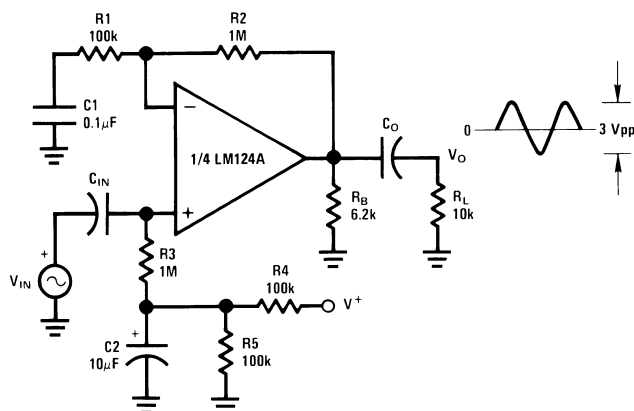 R1
100k
R2
1M
C1
0.1µF
−
1/4 LM124A
+
CIN
VIN
+
R3
1M
CO
VO
RB
6.2k
RL
10k
0
3 Vpp
R4
100k
V+
+
C2
10µF
R5
100k